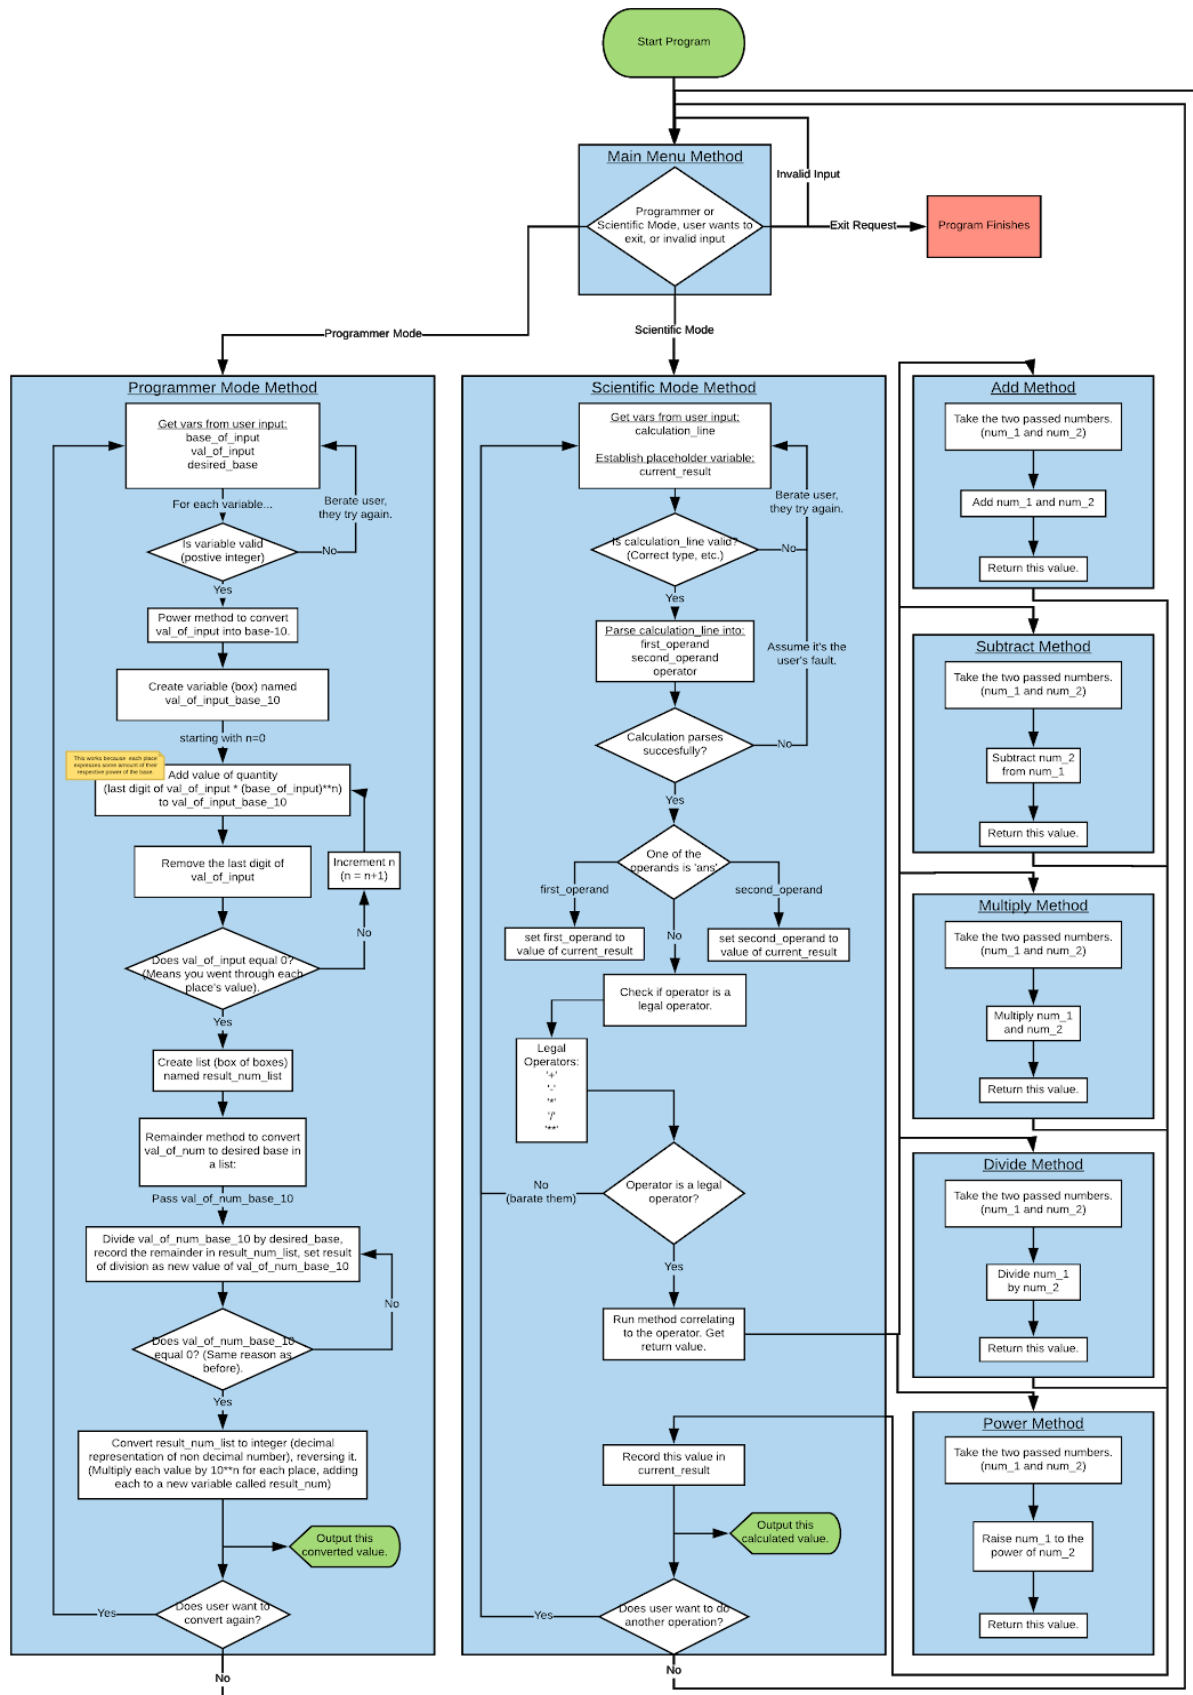 Start Program
Main Menu Method
Programmer or
Scientific Mode, user wants to
exit, or invalid input
Invalid Input
Exit Request
Program Finishes
Programmer Mode
Scientific Mode
Programmer Mode Method
Get vars from user input:
base_of_input
val_of_input
desired_base
For each variable...
Berate user,
they try again.
Is variable valid
(postive integer)
No
Yes
Power method to convert
val_of_input into base-10.
Create variable (box) named
val_of_input_base_10
starting with n=0
This works because each place
expresses some amount of their
respective power of the base.
Add value of quantity
(last digit of val_of_input * (base_of_input)**n)
to val_of_input_base_10
Remove the last digit of
val_of_input
Increment n
(n = n+1)
No
Does val_of_input equal 0?
(Means you went through each
place's value).
Yes
Create list (box of boxes)
named result_num_list
Remainder method to convert
val_of_num to desired base in
a list:
Pass val_of_num_base_10
Divide val_of_num_base_10 by desired_base,
record the remainder in result_num_list, set result
of division as new value of val_of_num_base_10
No
Does val_of_num_base_10
equal 0? (Same reason as
before).
Yes
Convert result_num_list to integer (decimal
representation of non decimal number), reversing it.
(Multiply each value by 10**n for each place, adding
each to a new variable called result_num)
Output this
converted value.
Does user want to
convert again?
Yes
No
Scientific Mode Method
Get vars from user input:
calculation_line
Establish placeholder variable:
current_result
Berate user,
they try again.
Is calculation_line valid?
(Correct type, etc.)
No
Yes
Parse calculation_line into:
first_operand
second_operand
operator
Assume it's the
user's fault.
Calculation parses
succesfully?
No
Yes
One of the
operands is 'ans'.
first_operand
second_operand
No
set first_operand to
value of current_result
set second_operand to
value of current_result
Check if operator is a
legal operator.
Legal
Operators:
'+'
'-'
'*'
'/'
'**'
Operator is a legal
operator?
No
(barate them)
Yes
Run method correlating
to the operator. Get
return value.
Record this value in
current_result
Output this
calculated value.
Does user want to do
another operation?
Yes
No
Add Method
Take the two passed numbers.
(num_1 and num_2)
Add num_1 and num_2
Return this value.
Subtract Method
Take the two passed numbers.
(num_1 and num_2)
Subtract num_2
from num_1
Return this value.
Multiply Method
Take the two passed numbers.
(num_1 and num_2)
Multiply num_1
and num_2
Return this value.
Divide Method
Take the two passed numbers.
(num_1 and num_2)
Divide num_1
by num_2
Return this value.
Power Method
Take the two passed numbers.
(num_1 and num_2)
Raise num_1 to the
power of num_2
Return this value.